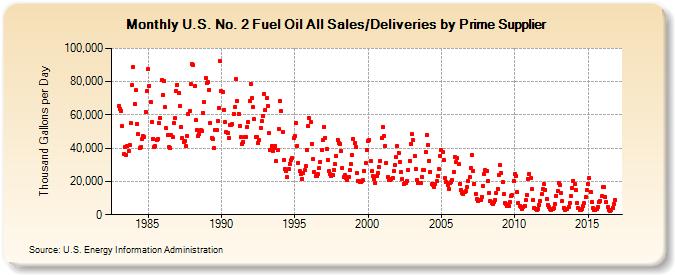 Monthly U.S. No. 2 Fuel Oil All Sales/Deliveries by Prime Supplier
Thousand Gallons per Day
100,000
80,000
60,000
40,000
20,000
0
1985 1990 1995 2000 2005 2010 2015
Source: U.S. Energy Information Administration